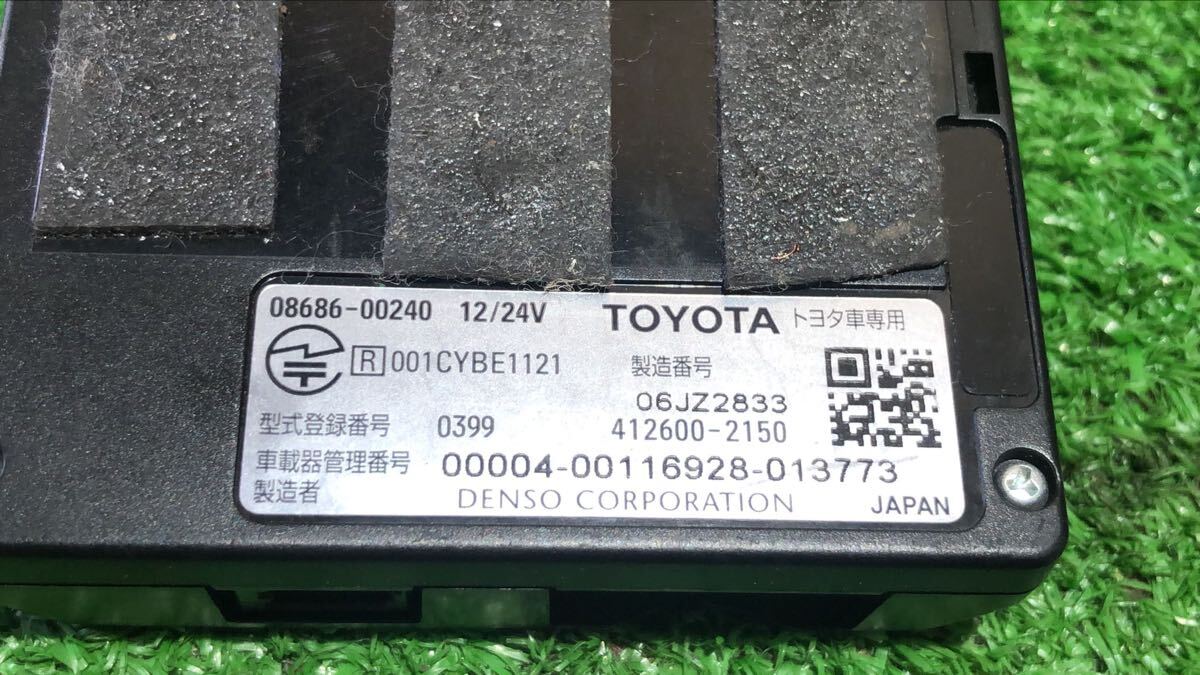 08686-00240 12/24V TOYOTA トヨタ車専用
R 001CYBE1121 製造番号
06JZ2833
型式登録番号 0399 412600-2150
車載器管理番号 00004-00116928-013773
製造者 DENSO CORPORATION JAPAN